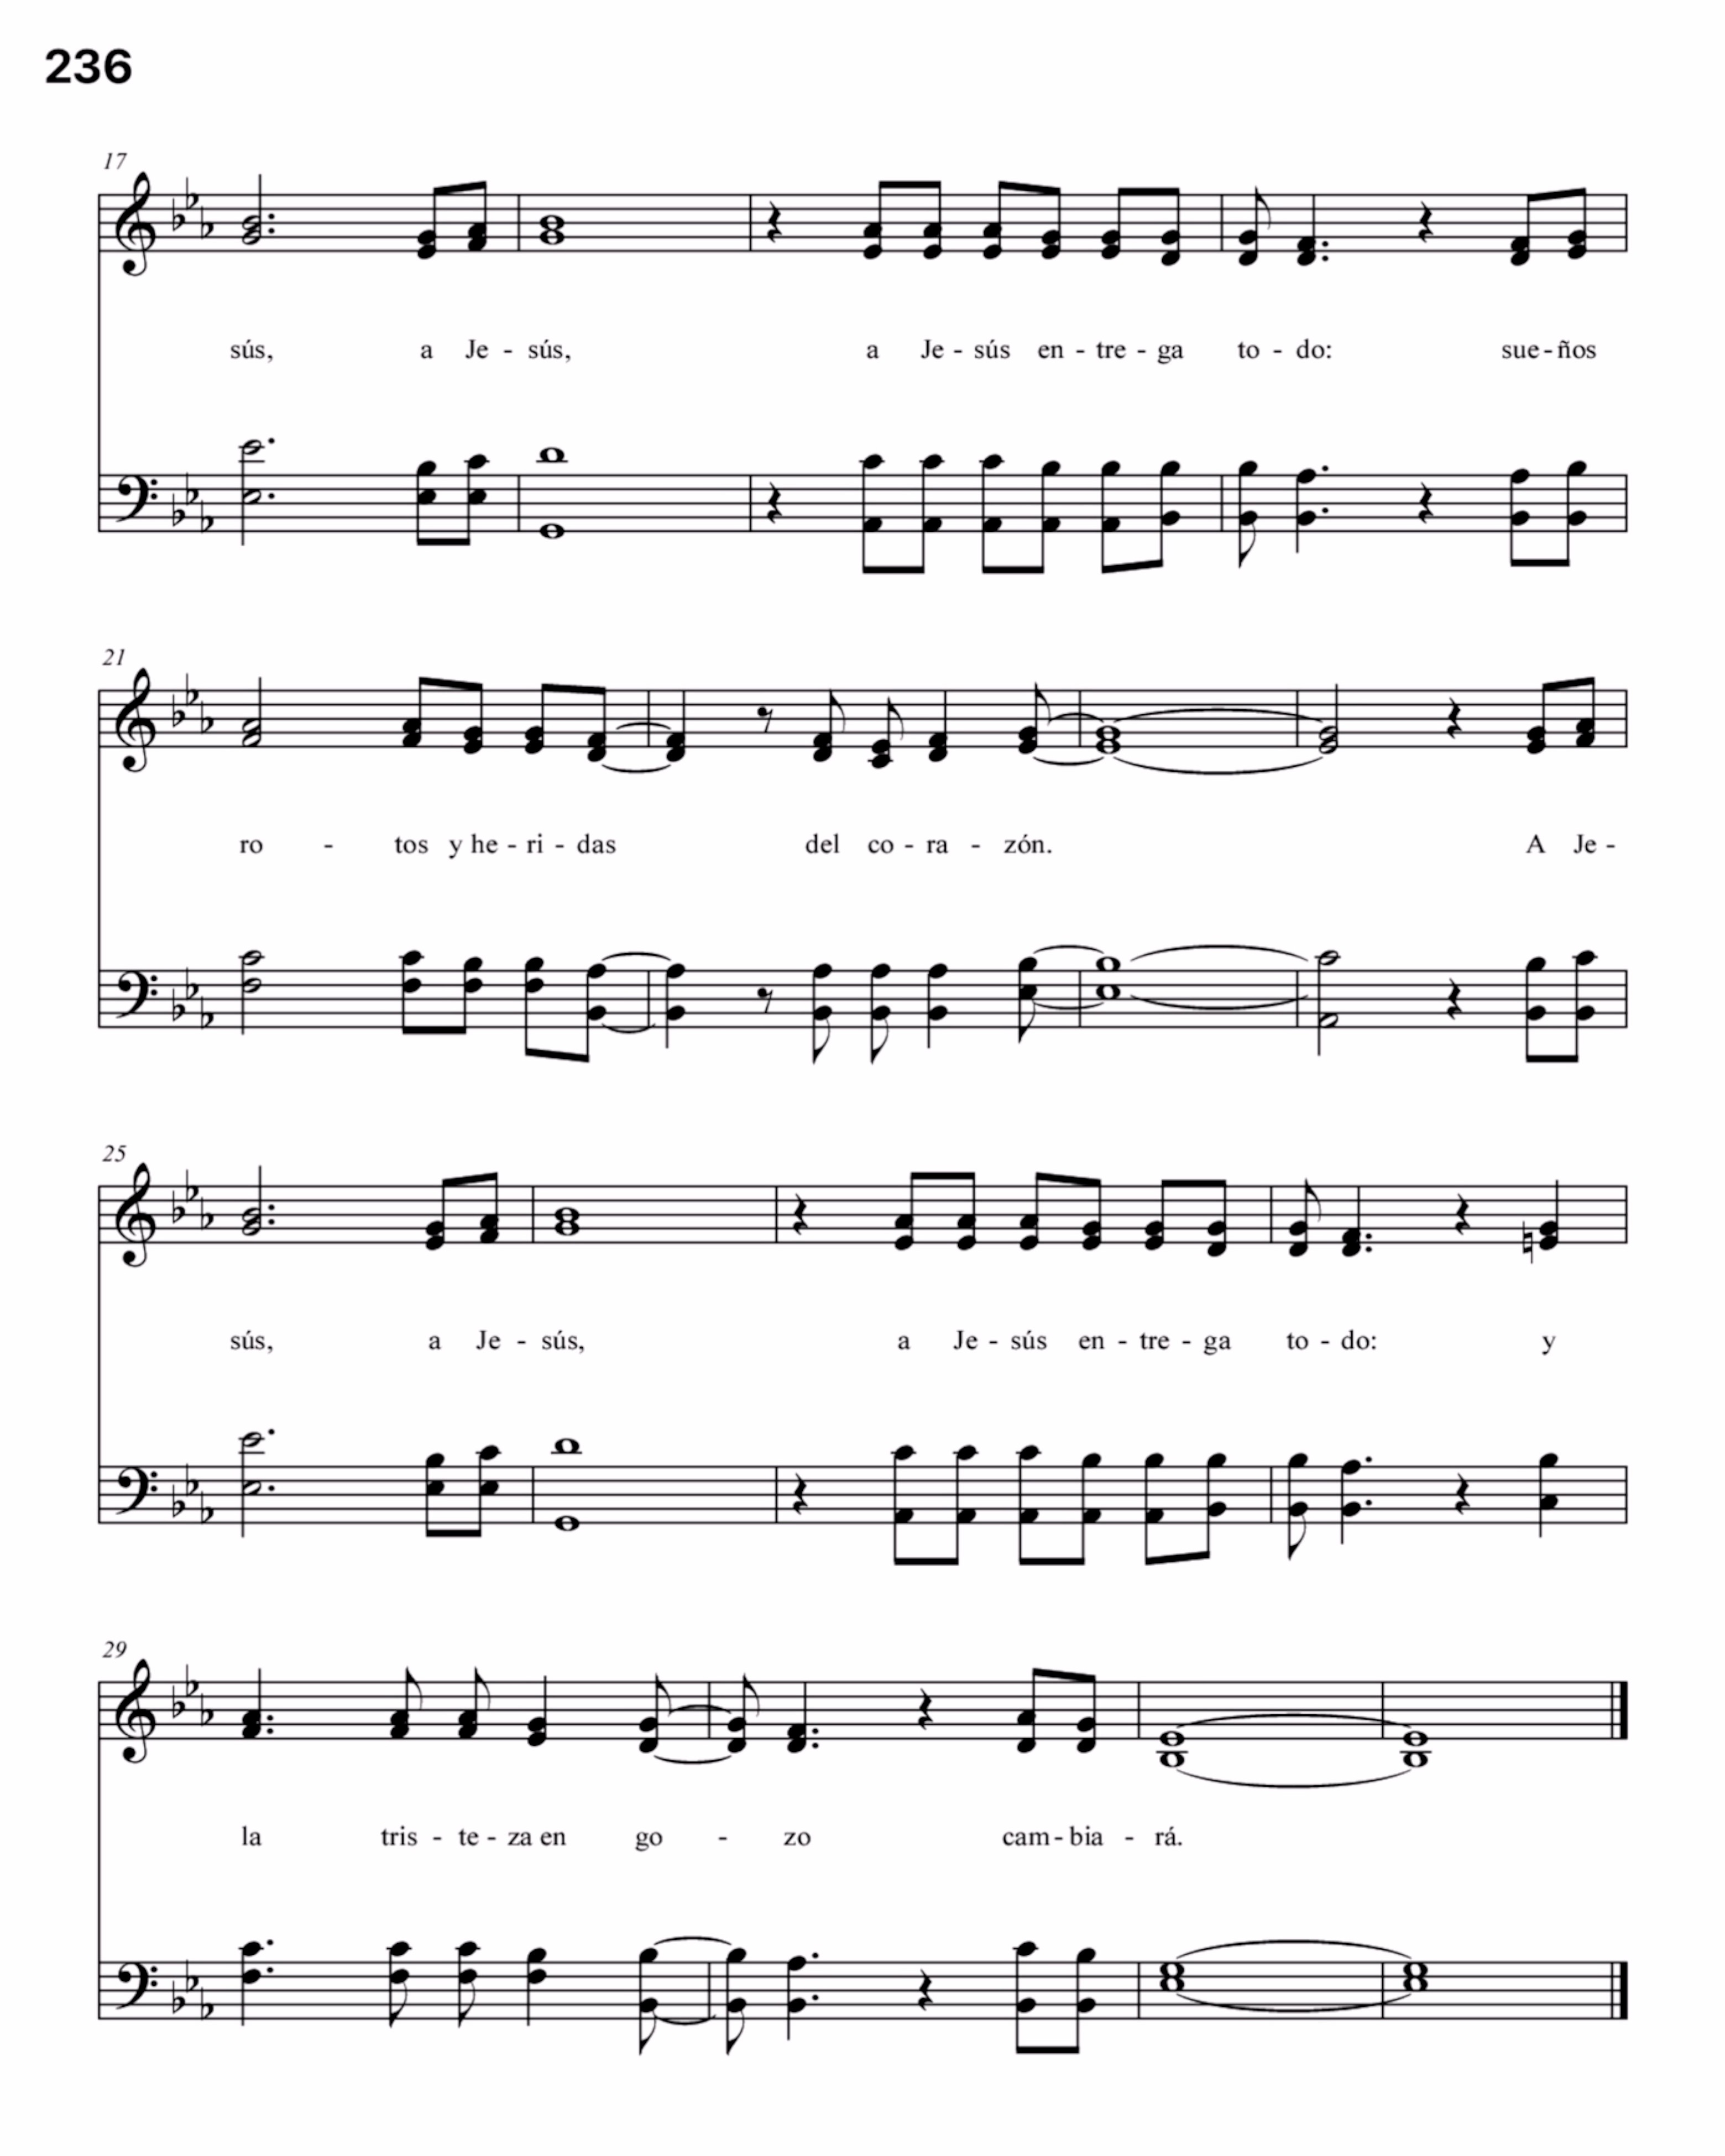 236
17
sús, a Je - sús, a Je - sús en - tre - ga to - do: sue - ños
21
ro - tos y he - ri - das del co - ra - zón. A Je -
25
sús, a Je - sús, a Je - sús en - tre - ga to - do: y
29
la tris - te - za en go - zo cam - bia - rá.